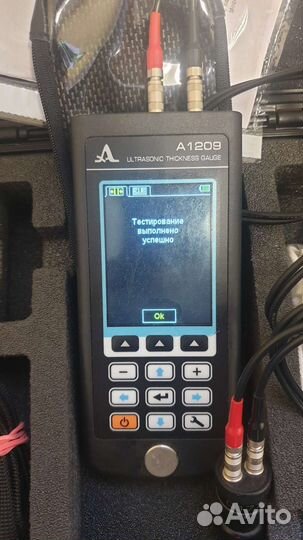 A1209
ULTRASONIC THICKNESS GAUGE
Тестирование
выполнено
успешно
Ok
Avito